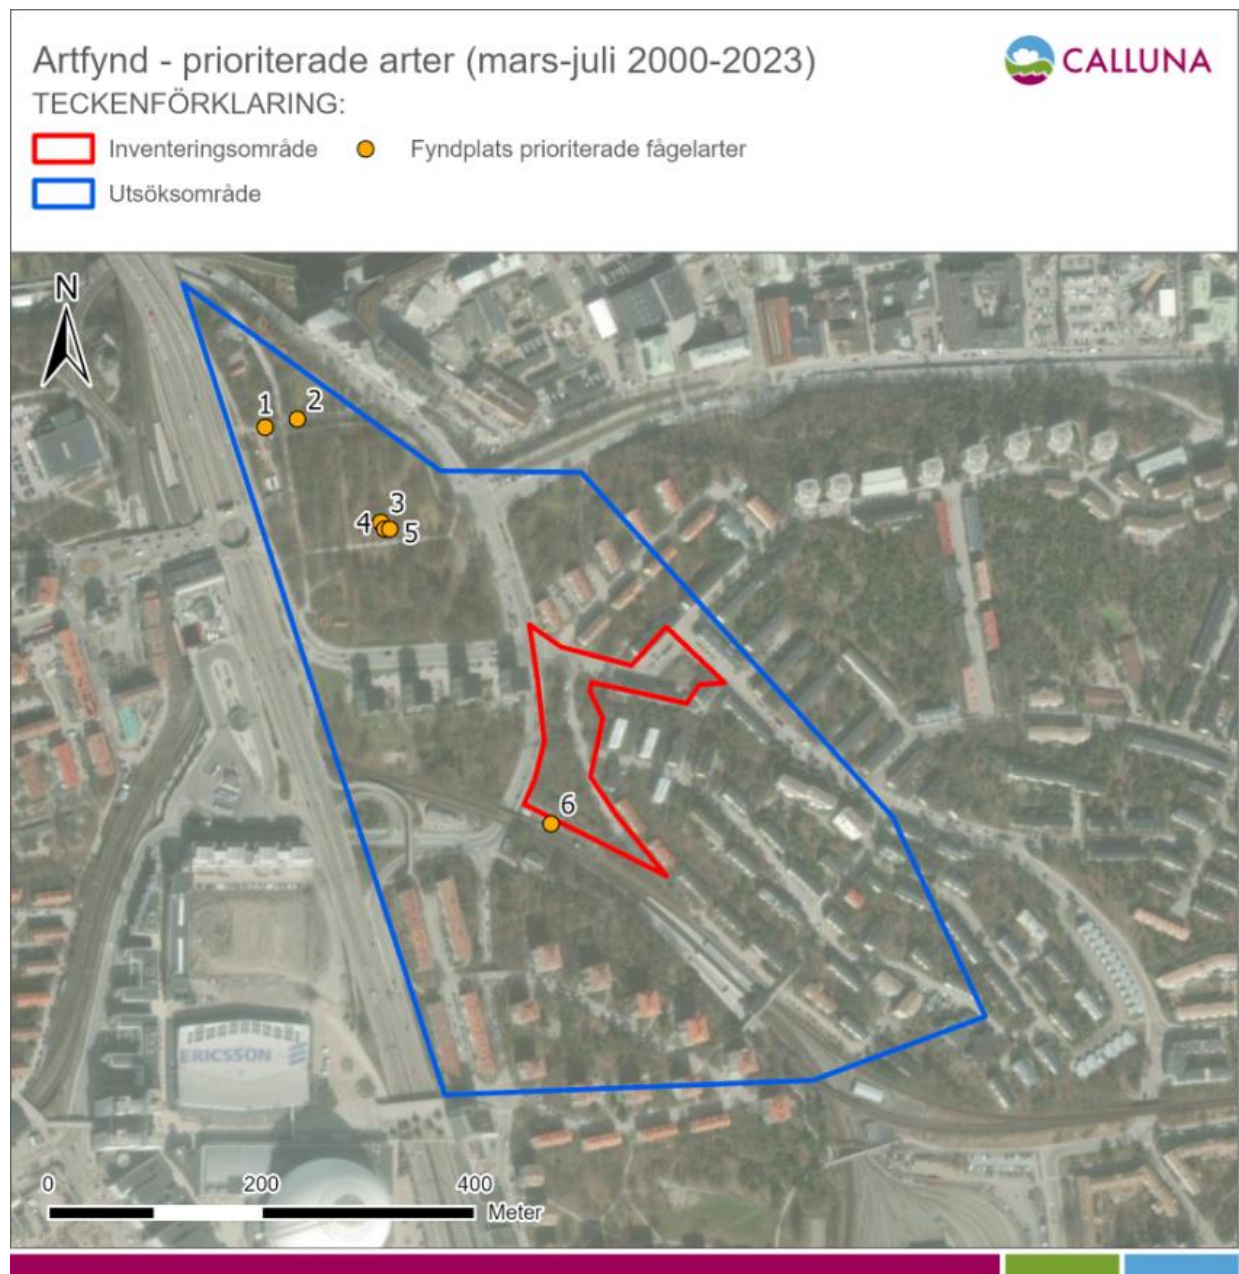 Artfynd - prioriterade arter (mars-juli 2000-2023)
CALLUNA
TECKENFÖRKLARING:
Inventeringsområde
Fyndplats prioriterade fågelarter
Utsöksområde
N
1
2
3
4
5
6
ERICSSON
0 200 400
Meter